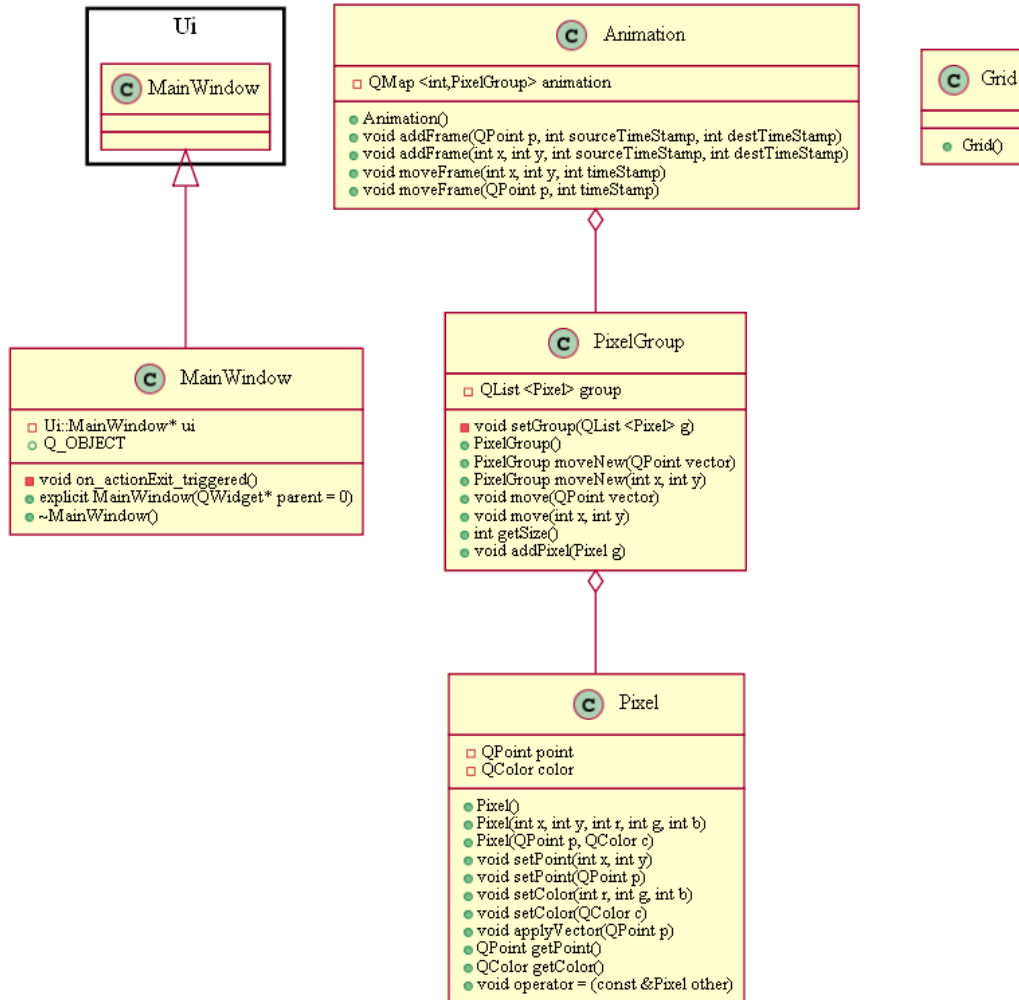 Ui
C MainWindow
C Animation
QMap <int,PixelGroup> animation
Animation()
void addFrame(QPoint p, int sourceTimeStamp, int destTimeStamp)
void addFrame(int x, int y, int sourceTimeStamp, int destTimeStamp)
void moveFrame(int x, int y, int timeStamp)
void moveFrame(QPoint p, int timeStamp)
C Grid
Grid()
C MainWindow
Ui::MainWindow* ui
Q_OBJECT
void on_actionExit_triggered()
explicit MainWindow(QWidget* parent = 0)
~MainWindow()
C PixelGroup
QList <Pixel> group
void setGroup(QList <Pixel> g)
PixelGroup()
PixelGroup moveNew(QPoint vector)
PixelGroup moveNew(int x, int y)
void move(QPoint vector)
void move(int x, int y)
int getSize()
void addPixel(Pixel g)
C Pixel
QPoint point
QColor color
Pixel()
Pixel(int x, int y, int r, int g, int b)
Pixel(QPoint p, QColor c)
void setPoint(int x, int y)
void setPoint(QPoint p)
void setColor(int r, int g, int b)
void setColor(QColor c)
void applyVector(QPoint p)
QPoint getPoint()
QColor getColor()
void operator = (const &Pixel other)